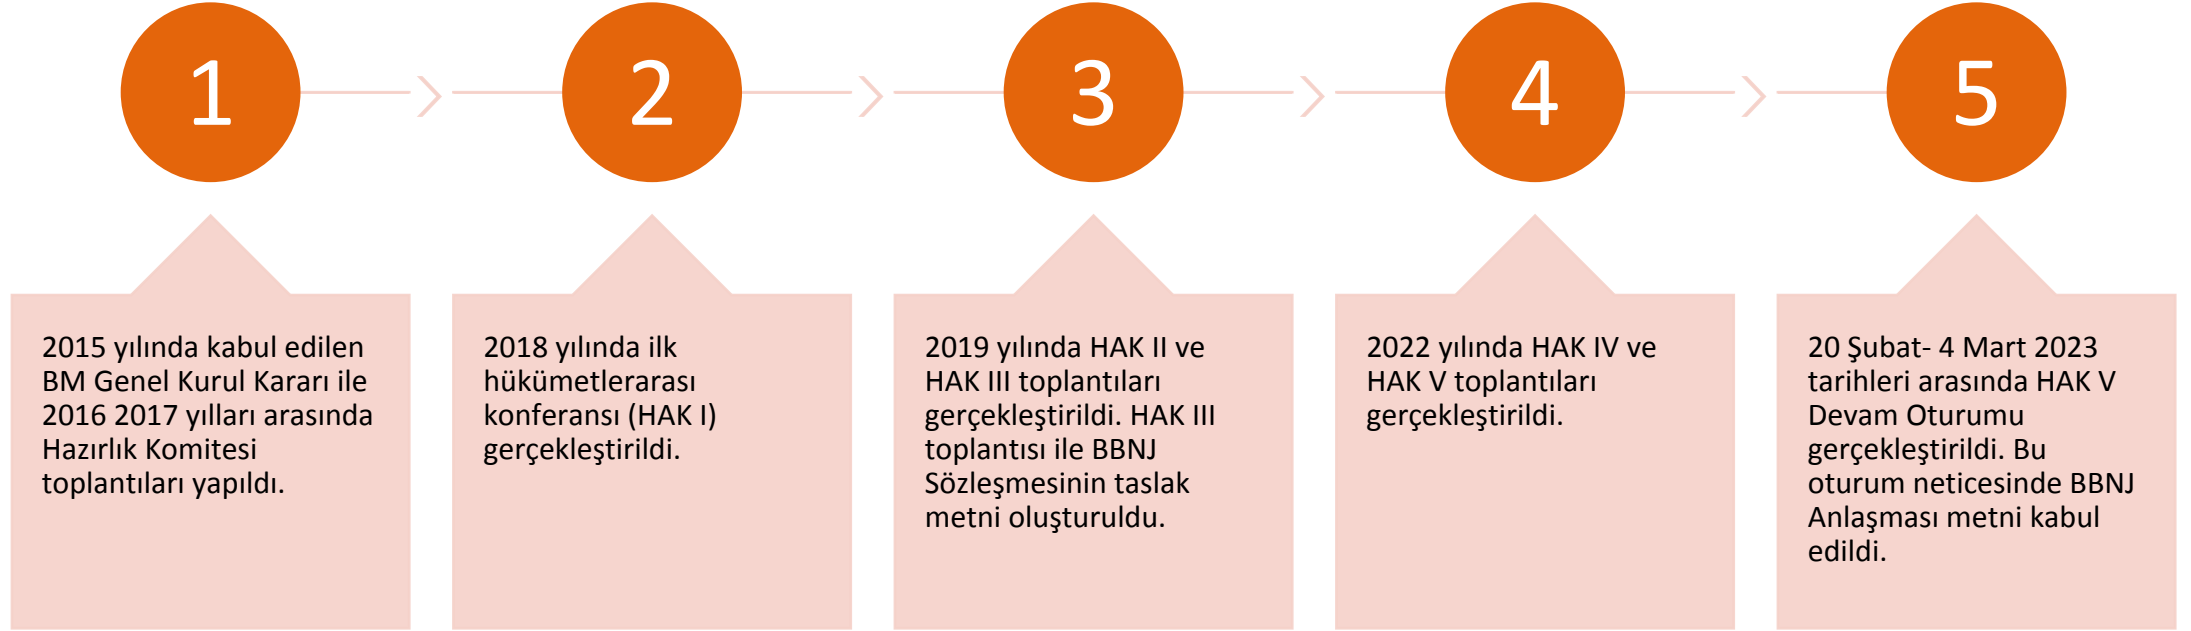 1
2015 yılında kabul edilen
BM Genel Kurul Kararı ile
2016 2017 yılları arasında
Hazırlık Komitesi
toplantıları yapıldı.
2
2018 yılında ilk
hükümetlerarası
konferansı (HAK I)
gerçekleştirildi.
3
2019 yılında HAK II ve
HAK III toplantıları
gerçekleştirildi. HAK III
toplantısı ile BBNJ
Sözleşmesinin taslak
metni oluşturuldu.
4
2022 yılında HAK IV ve
HAK V toplantıları
gerçekleştirildi.
5
20 Şubat- 4 Mart 2023
tarihleri arasında HAK V
Devam Oturumu
gerçekleştirildi. Bu
oturum neticesinde BBNJ
Anlaşması metni kabul
edildi.